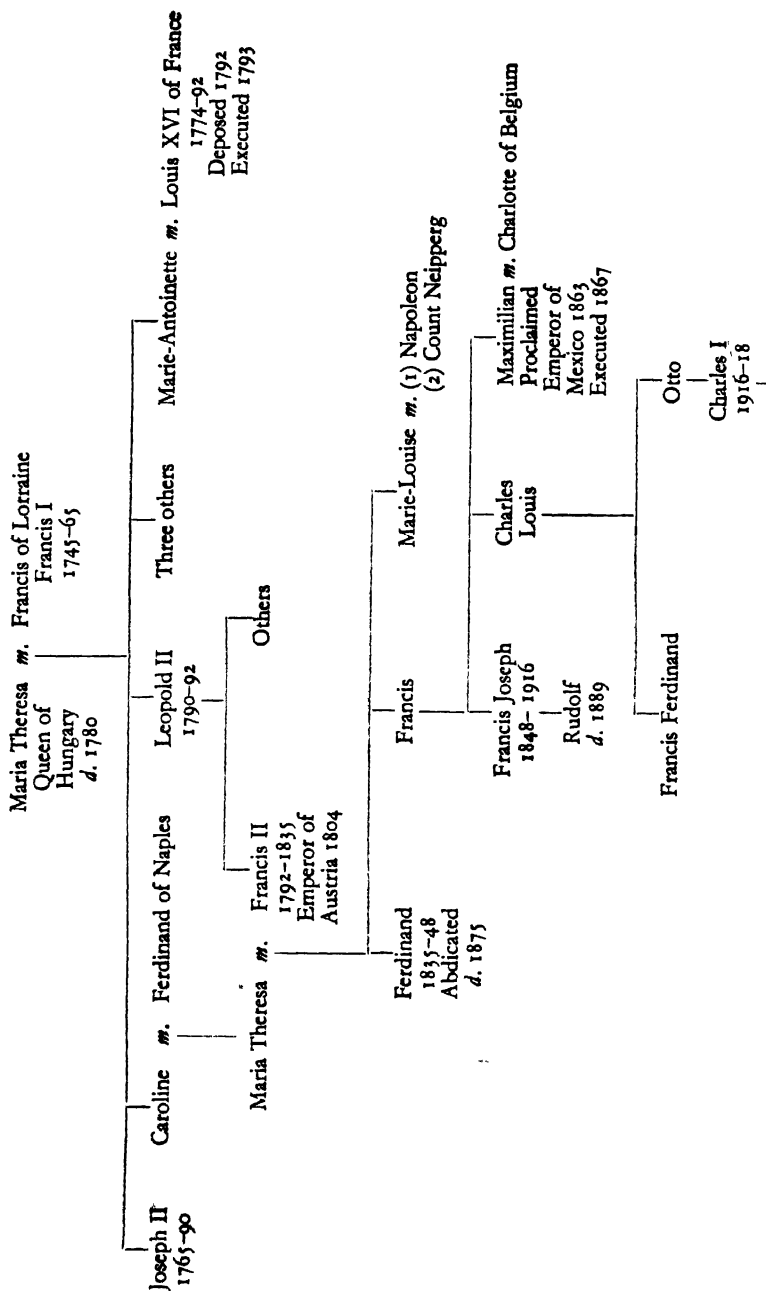 Maria Theresa m. Francis of Lorraine
Queen of Hungary d. 1780
Francis I 1745-65
Joseph II
1765-90
Caroline m. Ferdinand of Naples
Leopold II
1790-92
Three others
Marie-Antoinette m. Louis XVI of France
1774-92
Deposed 1792
Executed 1793
Maria Theresa m. Francis II
1792-1835
Emperor of
Austria 1804
Others
Ferdinand
1835-48
Abdicated
d. 1875
Francis
Marie-Louise m. (1) Napoleon
(2) Count Neipperg
Francis Joseph
1848-1916
Charles
Louis
Maximilian m. Charlotte of Belgium
Proclaimed
Emperor of
Mexico 1863
Executed 1867
Rudolf
d. 1889
Francis Ferdinand
Otto
Charles I
1916-18